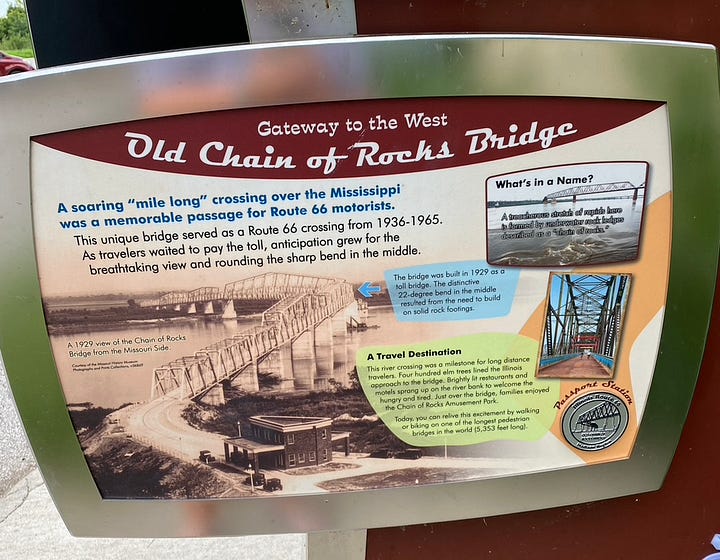 Gateway to the West
Old Chain of Rocks Bridge
A soaring “mile long” crossing over the Mississippi
was a memorable passage for Route 66 motorists.
This unique bridge served as a Route 66 crossing from 1936-1965.
As travelers waited to pay the toll, anticipation grew for the
breathtaking view and rounding the sharp bend in the middle.
What's in a Name?
A treacherous stretch of rapids here
is formed by underwater rock ledges
described as a “chain of rocks.”
The bridge was built in 1929 as a
toll bridge. The distinctive
22-degree bend in the middle
resulted from the need to build
on solid rock footings.
A 1929 view of the Chain of Rocks
Bridge from the Missouri Side.
Courtesy of the Missouri History Museum
Photographs and Prints Collections,
A Travel Destination
This river crossing was a milestone for long distance
travelers. Four hundred elm trees lined the Illinois
approach to the bridge. Brightly lit restaurants and
motels sprang up on the river bank to welcome the
hungry and tired. Just over the bridge, families enjoyed
the Chain of Rocks Amusement Park.
Today, you can relive this excitement by walking
or biking on one of the longest pedestrian
bridges in the world (5,353 feet long).
Passport Station